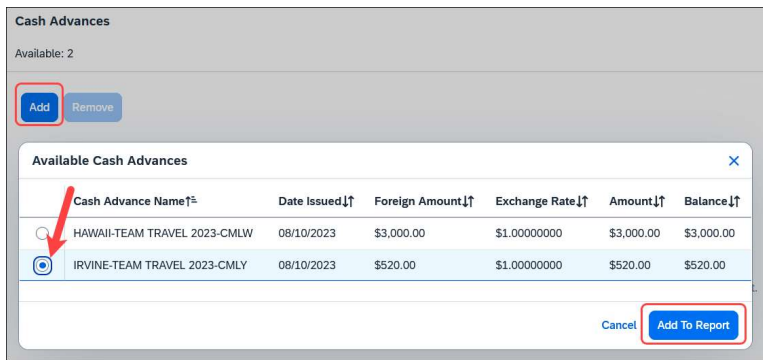 Cash Advances
Available: 2
Add Remove
Available Cash Advances
Cash Advance Name Date Issued Foreign Amount Exchange Rate Amount Balance
HAWAII-TEAM TRAVEL 2023-CMLW 08/10/2023 $3,000.00 $1.00000000 $3,000.00 $3,000.00
IRVINE-TEAM TRAVEL 2023-CMLY 08/10/2023 $520.00 $1.00000000 $520.00 $520.00
Cancel Add To Report